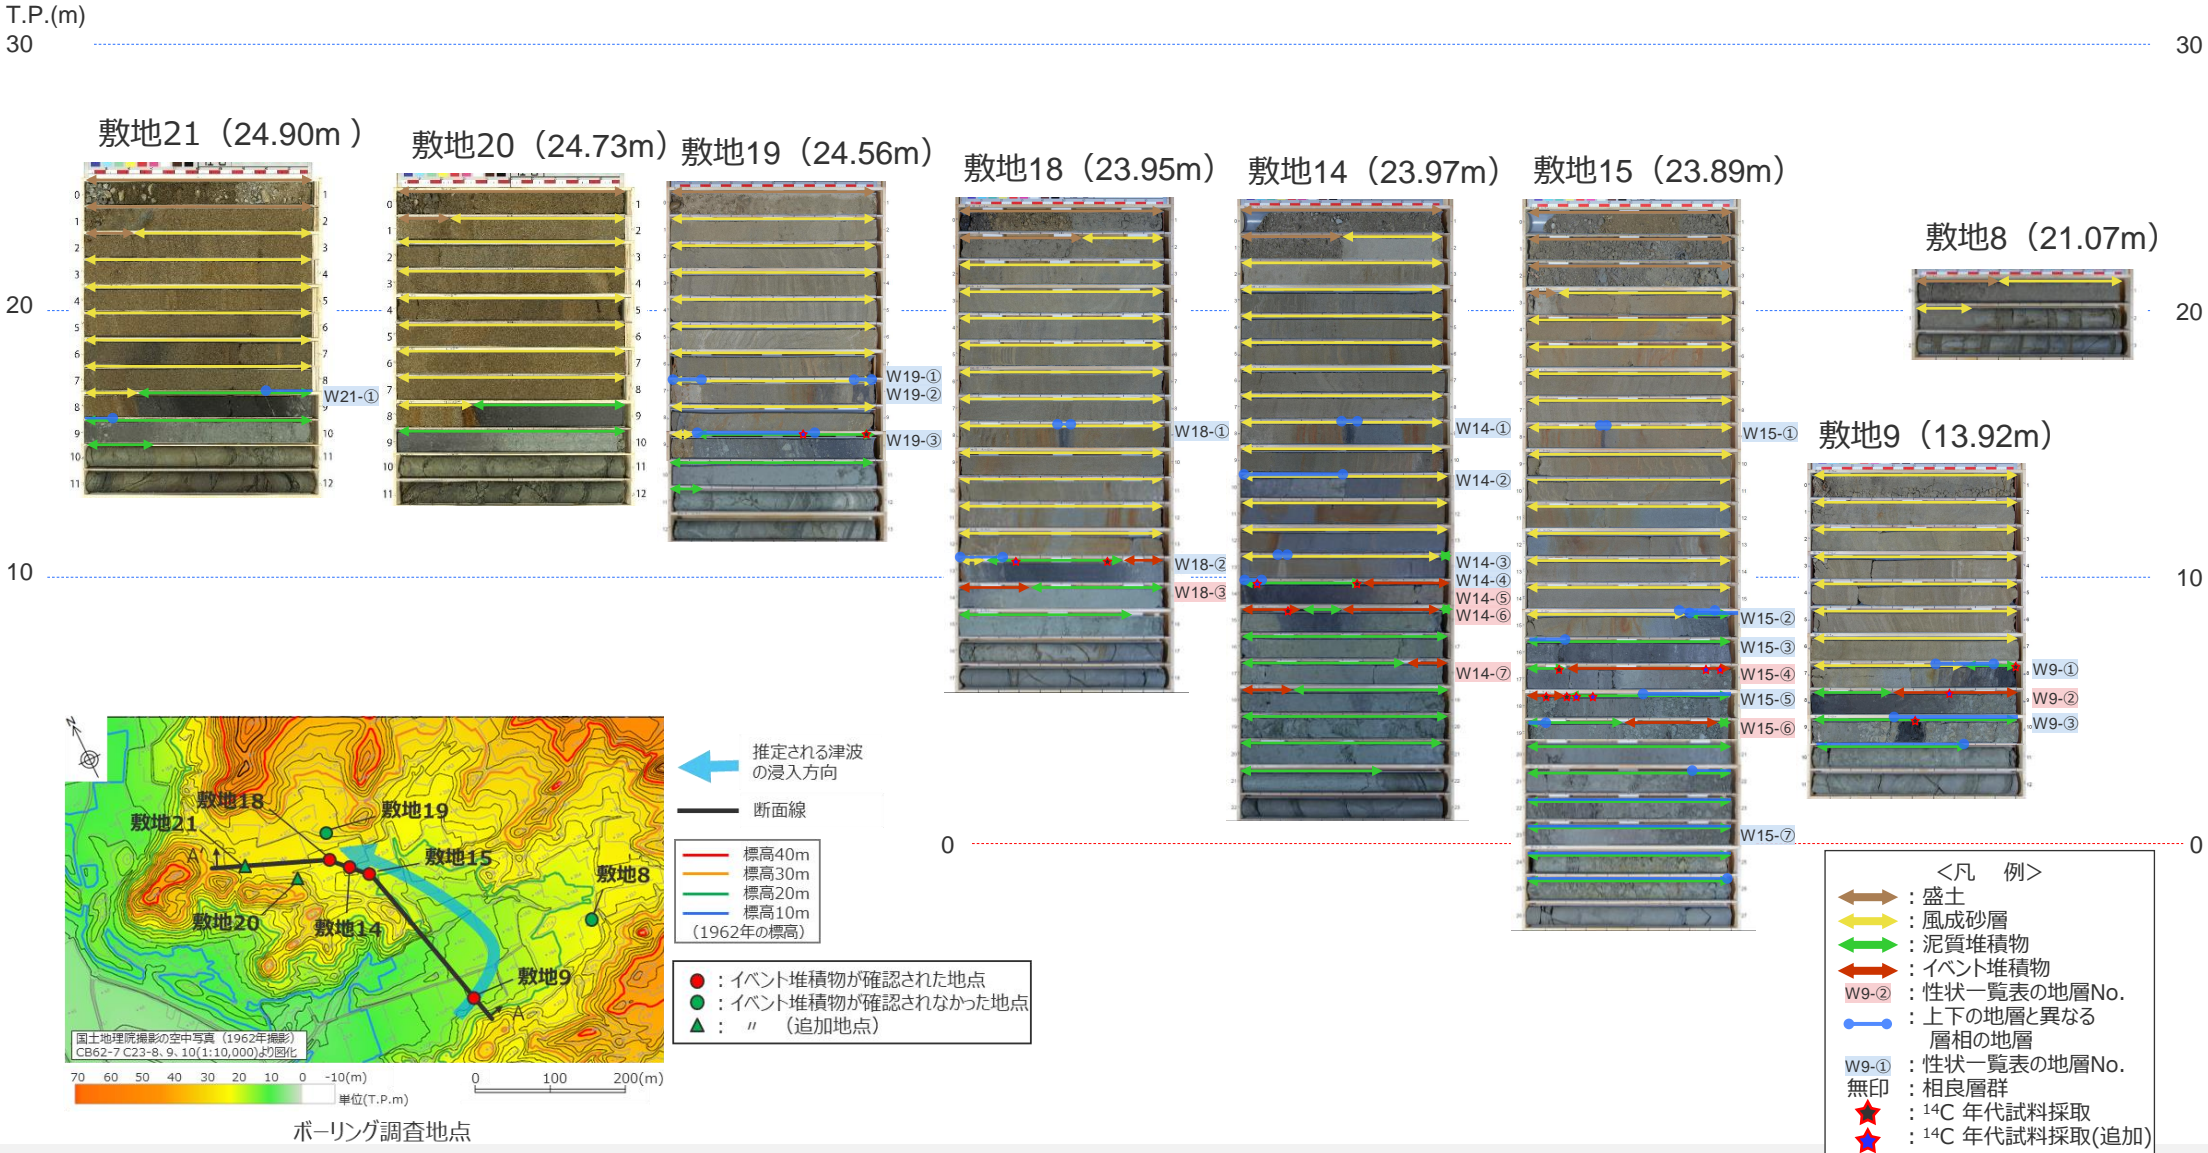 T.P.(m)
30
30
敷地21（24.90m ）
敷地20（24.73m）
敷地19（24.56m）
敷地18（23.95m）
敷地14（23.97m）
敷地15（23.89m）
敷地8（21.07m）
20
20
W21-①
W19-①
W19-②
W19-③
W18-①
W18-②
W18-③
W14-①
W14-②
W14-③
W14-④
W14-⑤
W14-⑥
W14-⑦
W15-①
W15-②
W15-③
W15-④
W15-⑤
W15-⑥
W15-⑦
敷地9（13.92m）
W9-①
W9-②
W9-③
10
10
0
0
N
敷地18
敷地19
敷地21
敷地15
敷地8
敷地20
敷地14
敷地9
A'
A
国土地理院撮影の空中写真（1962年撮影）
CB62-7 C23-8、9、10(1:10,000)より図化
70 60 50 40 30 20 10 0 -10(m)
単位(T.P.m)
0 100 200(m)
ボーリング調査地点
推定される津波
の浸入方向
断面線
標高40m
標高30m
標高20m
標高10m
（1962年の標高）
：イベント堆積物が確認された地点
：イベント堆積物が確認されなかった地点
： 〃 （追加地点）
＜凡 例＞
：盛土
：風成砂層
：泥質堆積物
：イベント堆積物
W9-② ：性状一覧表の地層No.
：上下の地層と異なる
層相の地層
W9-① ：性状一覧表の地層No.
無印 ：相良層群
：14C 年代試料採取
：14C 年代試料採取(追加)